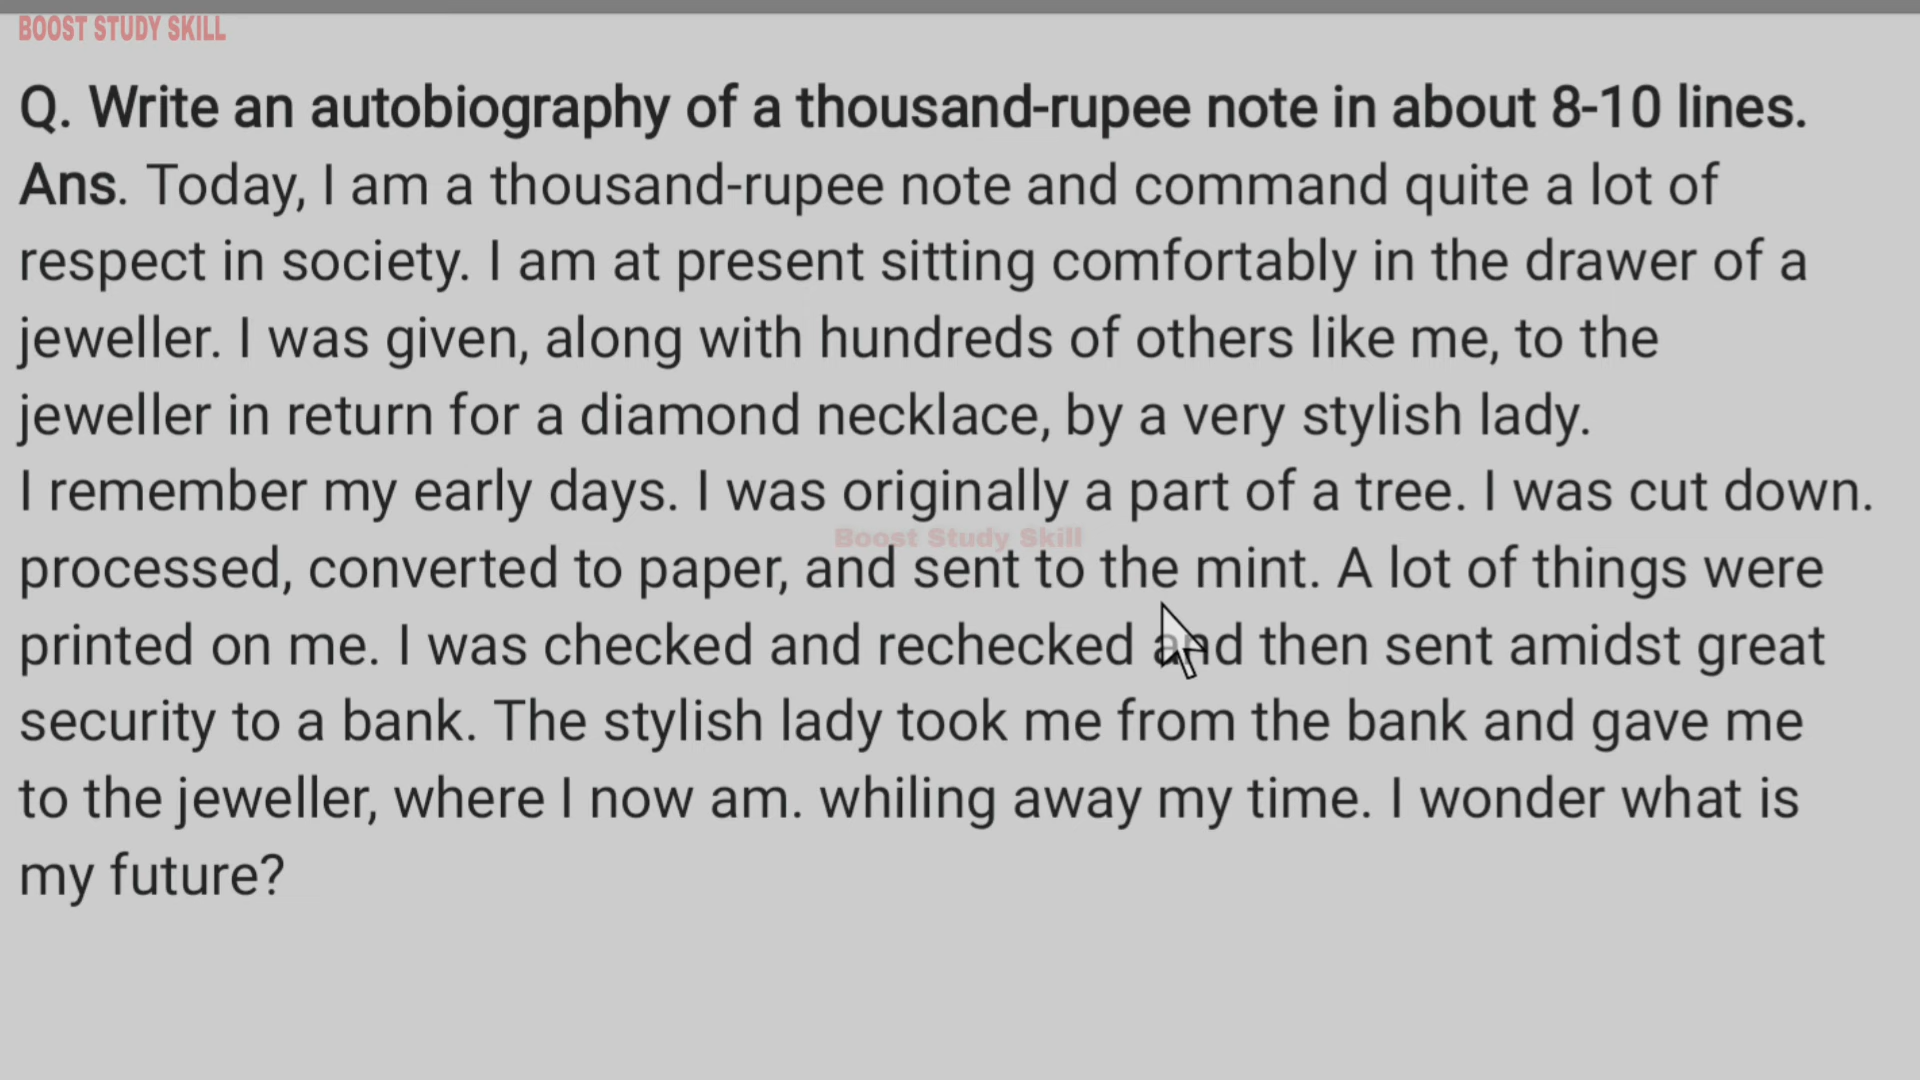 BOOST STUDY SKILL
Q. Write an autobiography of a thousand-rupee note in about 8-10 lines.
Ans. Today, I am a thousand-rupee note and command quite a lot of
respect in society. I am at present sitting comfortably in the drawer of a
jeweller. I was given, along with hundreds of others like me, to the
jeweller in return for a diamond necklace, by a very stylish lady.
I remember my early days. I was originally a part of a tree. I was cut down.
Boost Study Skill
processed, converted to paper, and sent to the mint. A lot of things were
printed on me. I was checked and rechecked and then sent amidst great
security to a bank. The stylish lady took me from the bank and gave me
to the jeweller, where I now am. whiling away my time. I wonder what is
my future?